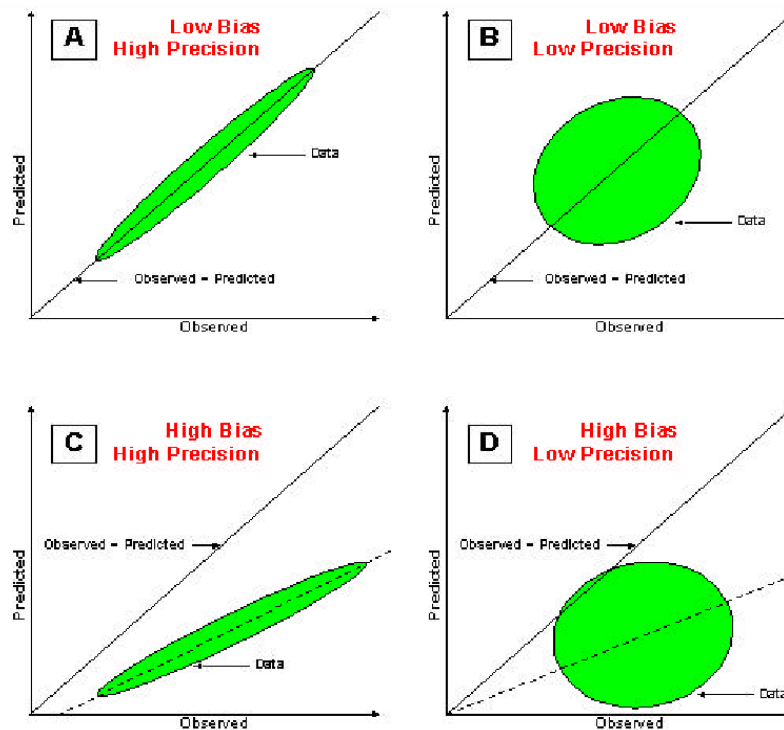 A
Low Bias
High Precision
Predicted
Data
Observed = Predicted
Observed
B
Low Bias
Low Precision
Predicted
Data
Observed = Predicted
Observed
C
High Bias
High Precision
Observed = Predicted
Predicted
Data
Observed
D
High Bias
Low Precision
Observed = Predicted
Predicted
Data
Observed